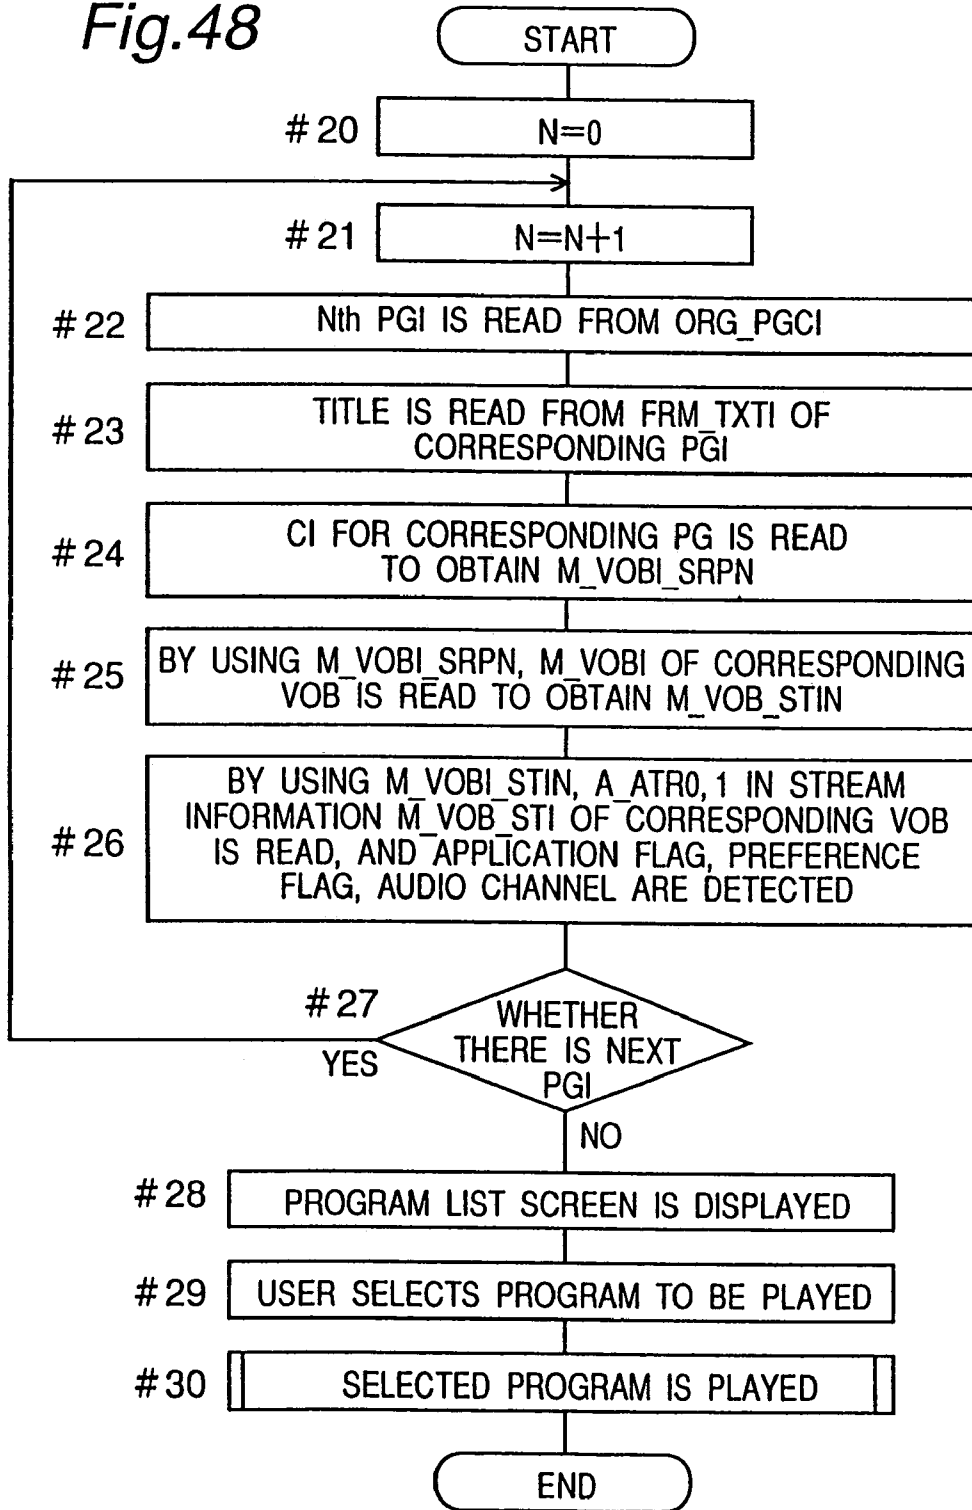 Fig.48
START
#20
N=0
#21
N=N+1
#22
Nth PGI IS READ FROM ORG_PGCI
#23
TITLE IS READ FROM FRM_TXTI OF
CORRESPONDING PGI
#24
CI FOR CORRESPONDING PG IS READ
TO OBTAIN M_VOBI_SRPN
#25
BY USING M_VOBI_SRPN, M_VOBI OF CORRESPONDING
VOB IS READ TO OBTAIN M_VOB_STIN
#26
BY USING M_VOBI_STIN, A_ATR0,1 IN STREAM
INFORMATION M_VOB_STI OF CORRESPONDING VOB
IS READ, AND APPLICATION FLAG, PREFERENCE
FLAG, AUDIO CHANNEL ARE DETECTED
#27
WHETHER
THERE IS NEXT
PGI
YES
NO
#28
PROGRAM LIST SCREEN IS DISPLAYED
#29
USER SELECTS PROGRAM TO BE PLAYED
#30
SELECTED PROGRAM IS PLAYED
END